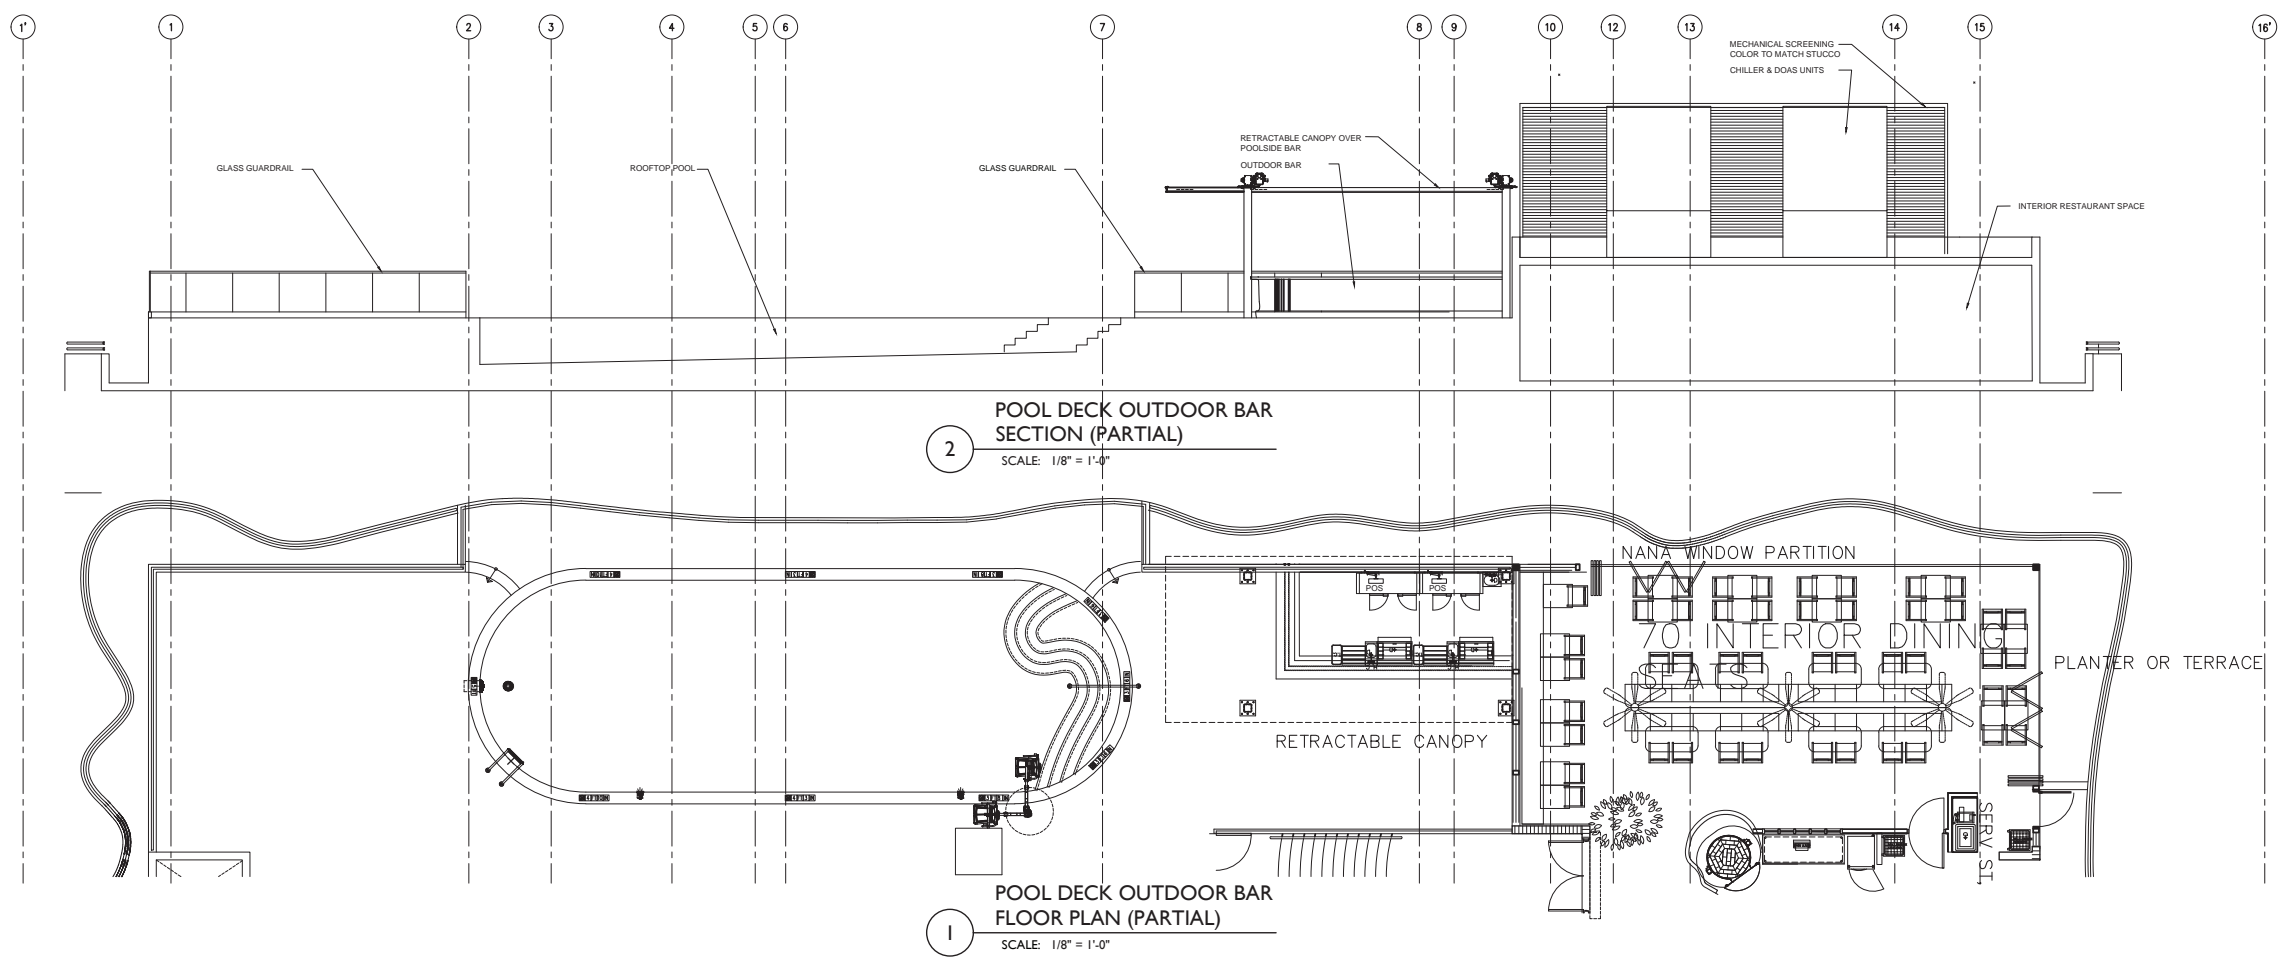 1' 1 2 3 4 5 6 7 8 9 10 12 13 14 15 16'
MECHANICAL SCREENING
COLOR TO MATCH STUCCO
CHILLER & DOAS UNITS
RETRACTABLE CANOPY OVER
POOLSIDE BAR
OUTDOOR BAR
GLASS GUARDRAIL
ROOFTOP POOL
GLASS GUARDRAIL
INTERIOR RESTAURANT SPACE
2
POOL DECK OUTDOOR BAR
SECTION (PARTIAL)
SCALE: 1/8" = 1'-0"
NANA WINDOW PARTITION
POS
POS
70 INTERIOR DINING
SEATS
PLANTER OR TERRACE
RETRACTABLE CANOPY
SERV ST.
1
POOL DECK OUTDOOR BAR
FLOOR PLAN (PARTIAL)
SCALE: 1/8" = 1'-0"